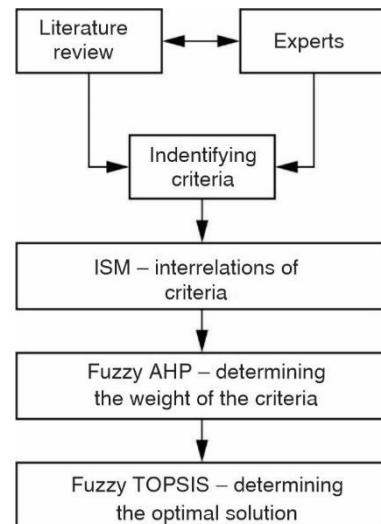 Literature
review
Experts
Indentifying
criteria
ISM – interrelations of
criteria
Fuzzy AHP – determining
the weight of the criteria
Fuzzy TOPSIS – determining
the optimal solution